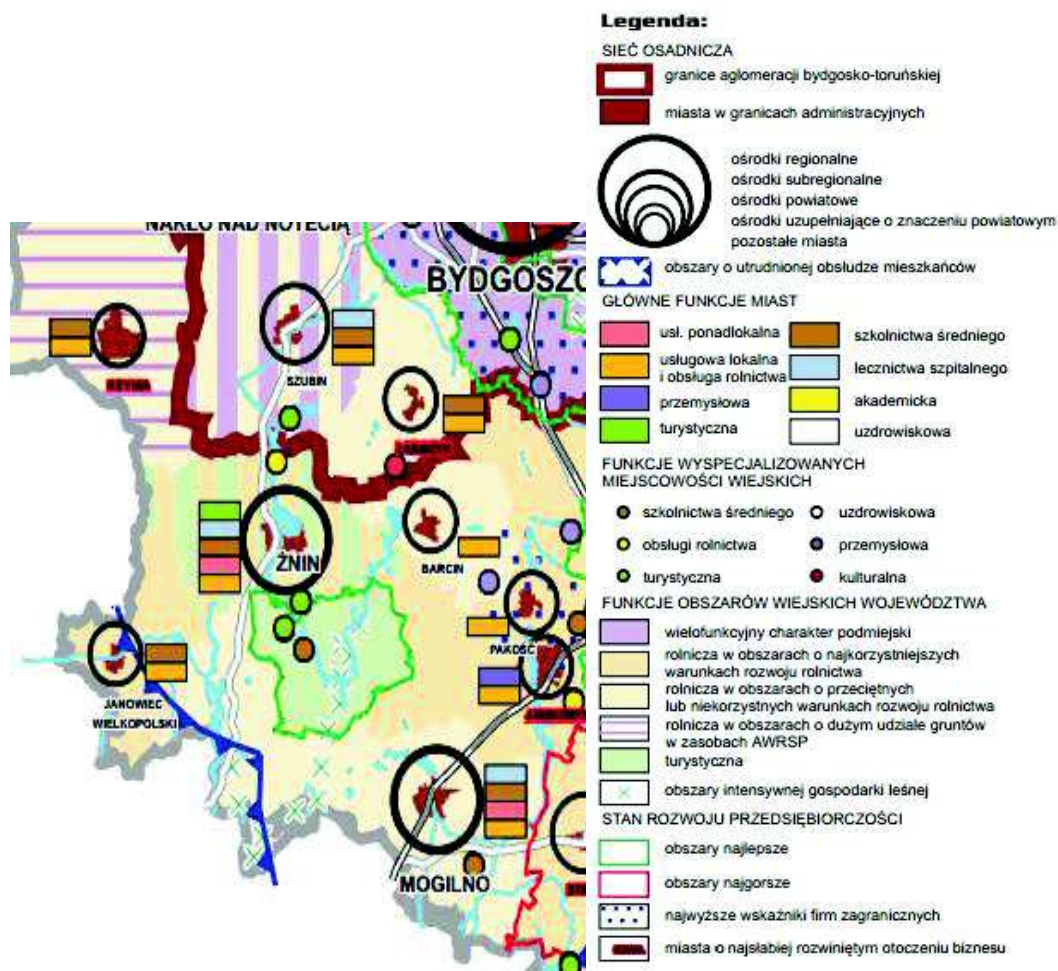 Legenda:
SIEĆ OSADNICZA
granice aglomeracji bydgosko-toruńskiej
miasta w granicach administracyjnych
ośrodki regionalne
ośrodki subregionalne
ośrodki powiatowe
ośrodki uzupełniające o znaczeniu powiatowym
pozostałe miasta
obszary o utrudnionej obsłudze mieszkańców
GŁÓWNE FUNKCJE MIAST
usł. ponadlokalna
szkolnictwa średniego
usługowa lokalna
i obsługa rolnictwa
lecznictwa szpitalnego
przemysłowa
akademicka
turystyczna
uzdrowiskowa
FUNKCJE WYSPECJALIZOWANYCH
MIEJSCOWOŚCI WIEJSKICH
szkolnictwa średniego
uzdrowiskowa
obsługi rolnictwa
przemysłowa
turystyczna
kulturalna
FUNKCJE OBSZARÓW WIEJSKICH WOJEWÓDZTWA
wielofunkcyjny charakter podmiejski
rolnicza w obszarach o najkorzystniejszych
warunkach rozwoju rolnictwa
rolnicza w obszarach o przeciętnych
lub niekorzystnych warunkach rozwoju rolnictwa
rolnicza w obszarach o dużym udziale gruntów
w zasobach AWRSP
turystyczna
obszary intensywnej gospodarki leśnej
STAN ROZWOJU PRZEDSIĘBIORCZOŚCI
obszary najlepsze
obszary najgorsze
najwyższe wskaźniki firm zagranicznych
miasta o najsłabiej rozwiniętym otoczeniu biznesu
NAKŁO NAD NOTECIĄ
BYDGOSZC
KCYNIA
SZUBIN
ŻNIN
BARCIN
PAKOŚĆ
JANOWIEC
WIELKOPOLSKI
MOGILNO